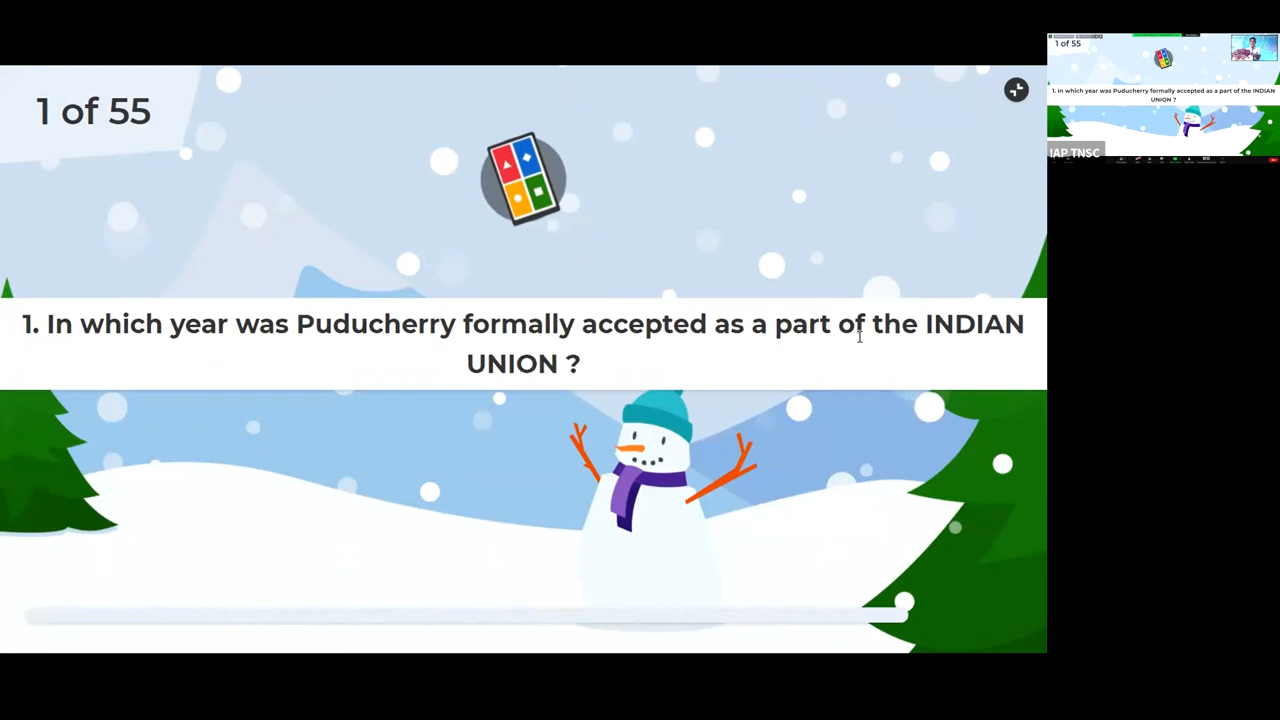 1 of 55
1. In which year was Puducherry formally accepted as a part of the INDIAN
UNION ?
1 of 55
1. In which year was Puducherry formally accepted as a part of the INDIAN
UNION ?
IAP TNSC